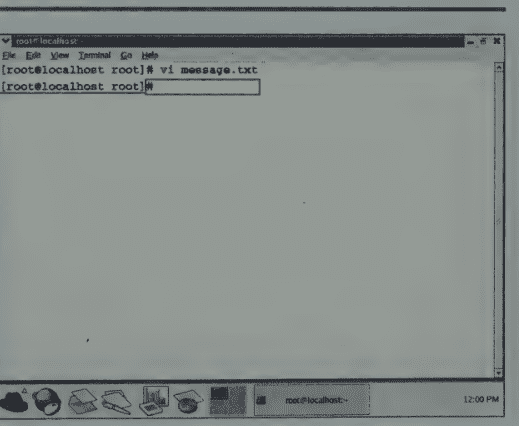 root@localhost
File Edit View Terminal Go Help
[root@localhost root]# vi message.txt
[root@localhost root]#
root@localhost:~
12:00 PM